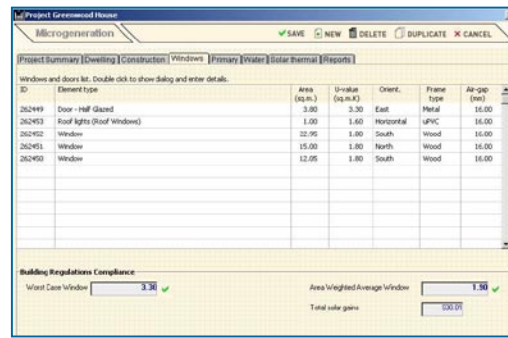 Project Greenwood House
Microgeneration
SAVE NEW DELETE DUPLICATE CANCEL
Project Summary Dwelling Construction Windows Primary Water Solar thermal Reports
Windows and doors list. Double click to show dialog and enter details.
ID Element type Area (sq.m.) U-value (sq.m.K) Orient. Frame type Air-gap (mm)
262449 Door - Half Glazed 3.80 3.30 East Metal 16.00
262453 Roof lights (Roof Windows) 1.00 1.60 Horizontal uPVC 16.00
262452 Window 22.95 1.00 South Wood 16.00
262451 Window 15.00 1.80 North Wood 16.00
262450 Window 12.05 1.80 South Wood 16.00
Building Regulations Compliance
Worst Case Window 3.30 Area Weighted Average Window 1.90
Total solar gains